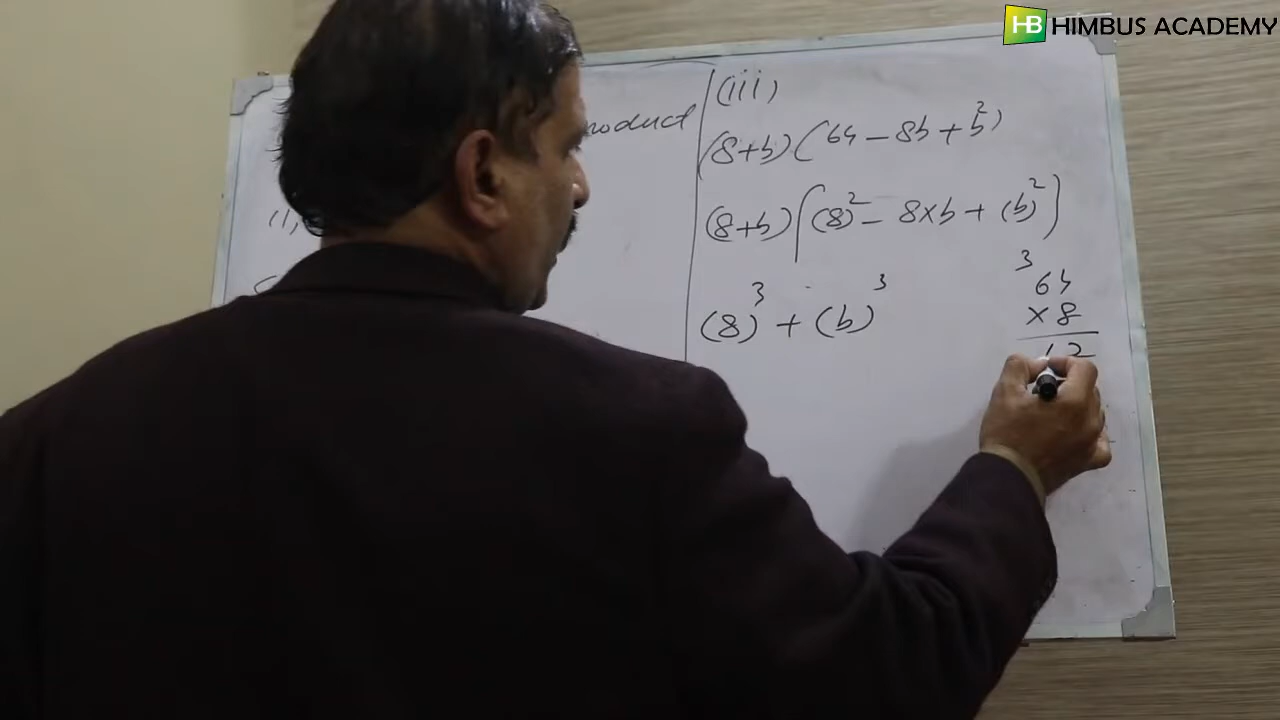 HB HIMBUS ACADEMY
(iii)
(8+b)(64-8b+b²)
(8+b)((8)²-8×b+(b)²)
(8)³+(b)³
3
64
×8
12